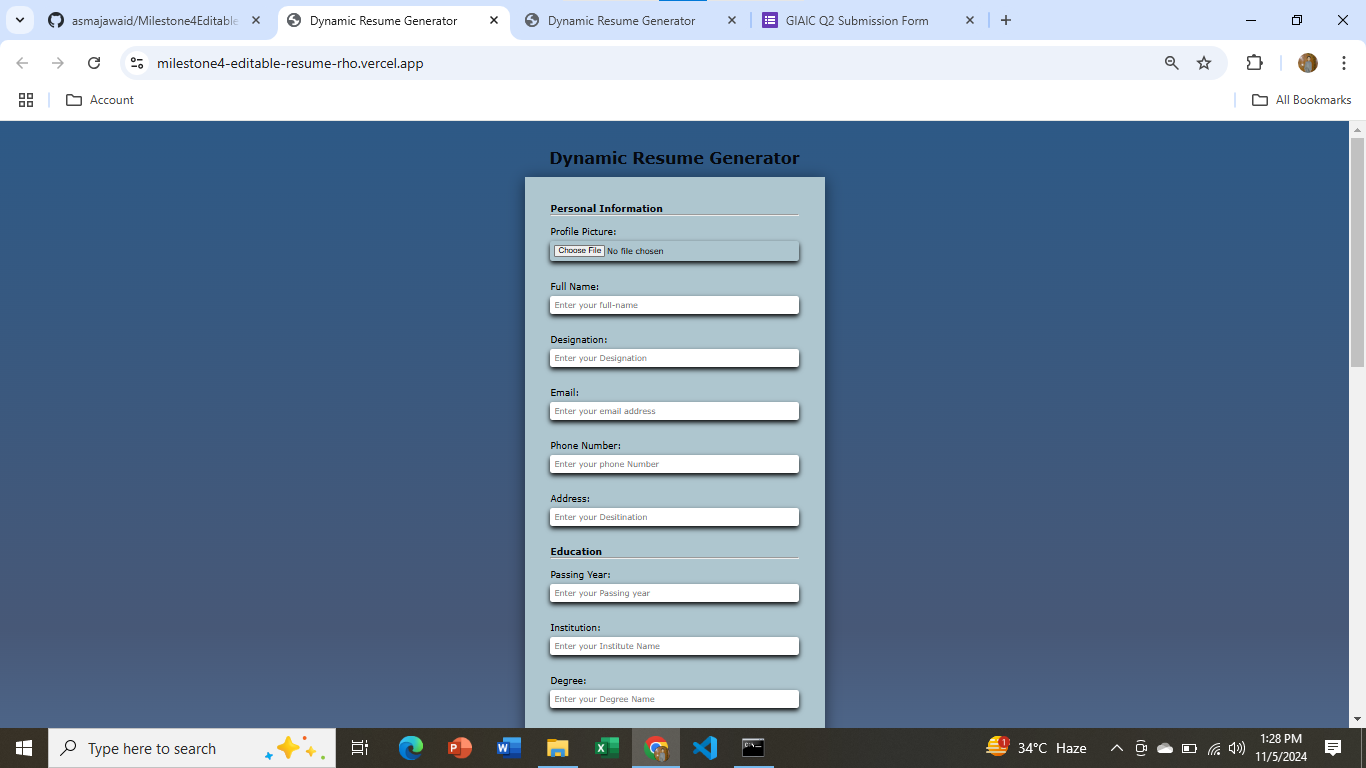 asmajawaid/Milestone4Editable
Dynamic Resume Generator
Dynamic Resume Generator
GIAIC Q2 Submission Form
milestone4-editable-resume-rho.vercel.app
Account
All Bookmarks
Dynamic Resume Generator
Personal Information
Profile Picture:
Choose File No file chosen
Full Name:
Enter your full-name
Designation:
Enter your Designation
Email:
Enter your email address
Phone Number:
Enter your phone Number
Address:
Enter your Desitination
Education
Passing Year:
Enter your Passing year
Institution:
Enter your Institute Name
Degree:
Enter your Degree Name
Type here to search
1
34°C Haze
1:28 PM
11/5/2024